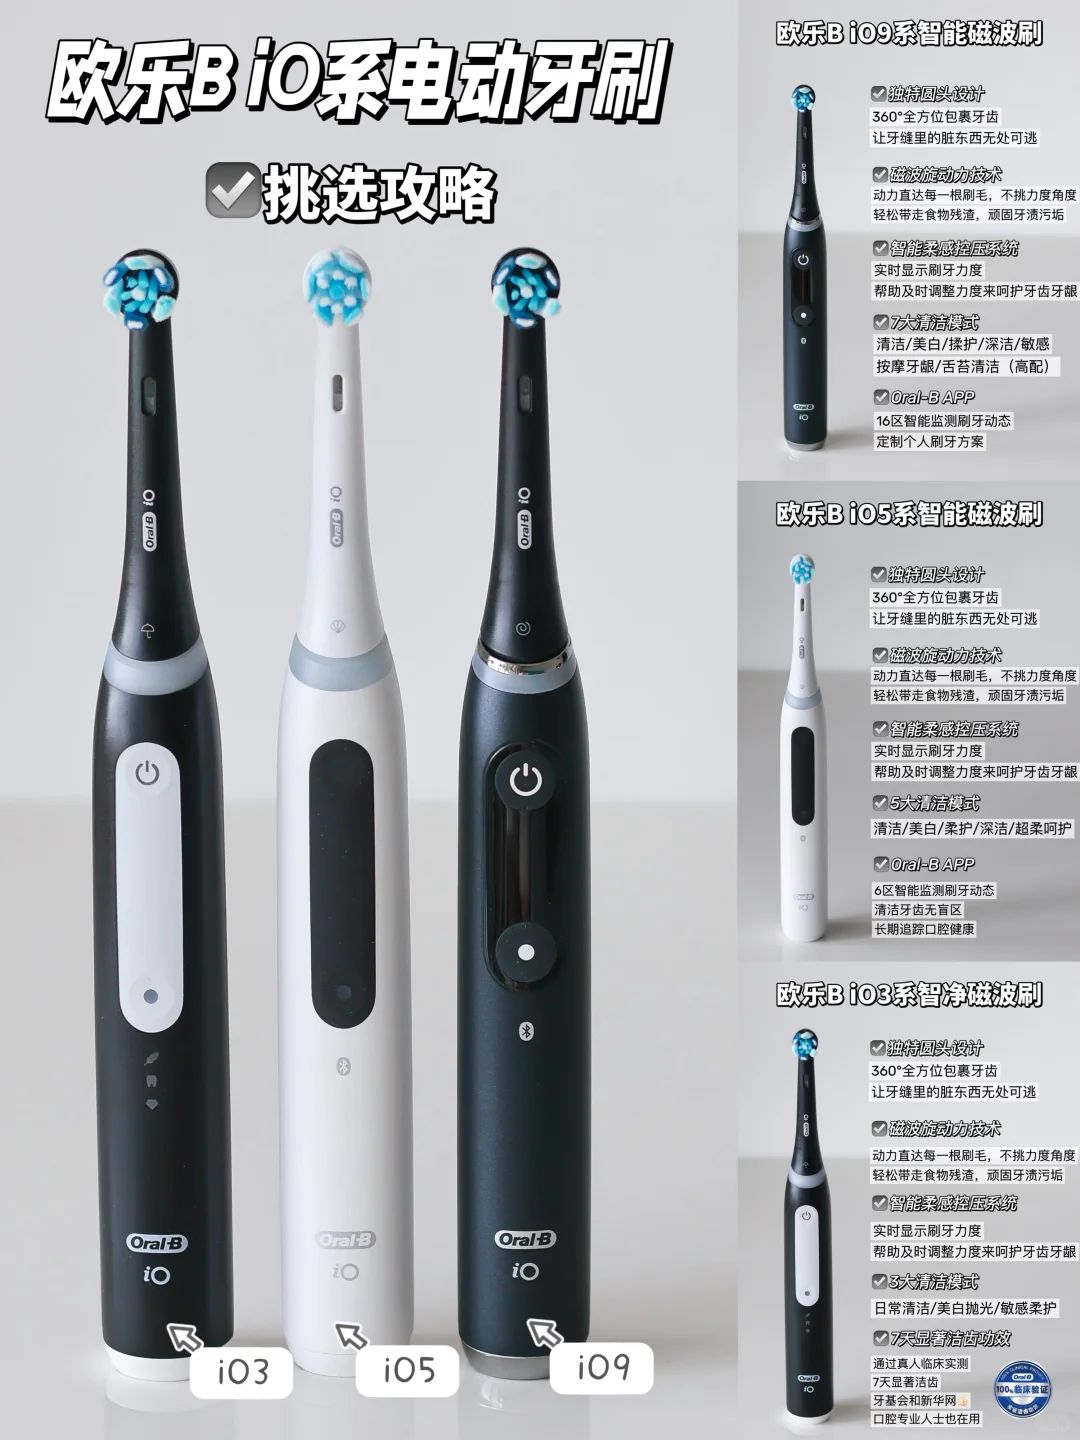 欧乐B iO系电动牙刷
☑挑选攻略
Oral-B iO
Oral-B iO
Oral-B iO
Oral-B
iO
Oral-B
iO
Oral-B
iO
iO3
iO5
iO9
欧乐B iO9系智能磁波刷
☑独特圆头设计
360°全方位包裹牙齿
让牙缝里的脏东西无处可逃
☑磁波旋动力技术
动力直达每一根刷毛，不挑力度角度
轻松带走食物残渣，顽固牙渍污垢
☑智能柔感控压系统
实时显示刷牙力度
帮助及时调整力度来呵护牙齿牙龈
☑7大清洁模式
清洁/美白/揉护/深洁/敏感
按摩牙龈/舌苔清洁（高配）
☑Oral-B APP
16区智能监测刷牙动态
定制个人刷牙方案
Oral-B
iO
欧乐B iO5系智能磁波刷
☑独特圆头设计
360°全方位包裹牙齿
让牙缝里的脏东西无处可逃
☑磁波旋动力技术
动力直达每一根刷毛，不挑力度角度
轻松带走食物残渣，顽固牙渍污垢
☑智能柔感控压系统
实时显示刷牙力度
帮助及时调整力度来呵护牙齿牙龈
☑5大清洁模式
清洁/美白/柔护/深洁/超柔呵护
☑Oral-B APP
6区智能监测刷牙动态
清洁牙齿无盲区
长期追踪口腔健康
Oral-B
iO
欧乐B iO3系智净磁波刷
☑独特圆头设计
360°全方位包裹牙齿
让牙缝里的脏东西无处可逃
☑磁波旋动力技术
动力直达每一根刷毛，不挑力度角度
轻松带走食物残渣，顽固牙渍污垢
☑智能柔感控压系统
实时显示刷牙力度
帮助及时调整力度来呵护牙齿牙龈
☑3大清洁模式
日常清洁/美白抛光/敏感柔护
☑7天显著洁齿功效
通过真人临床实测
7天显著洁齿
牙基会和新华网👍🏻
口腔专业人士也在用
Oral-B
iO
Oral-B
100%临床验证